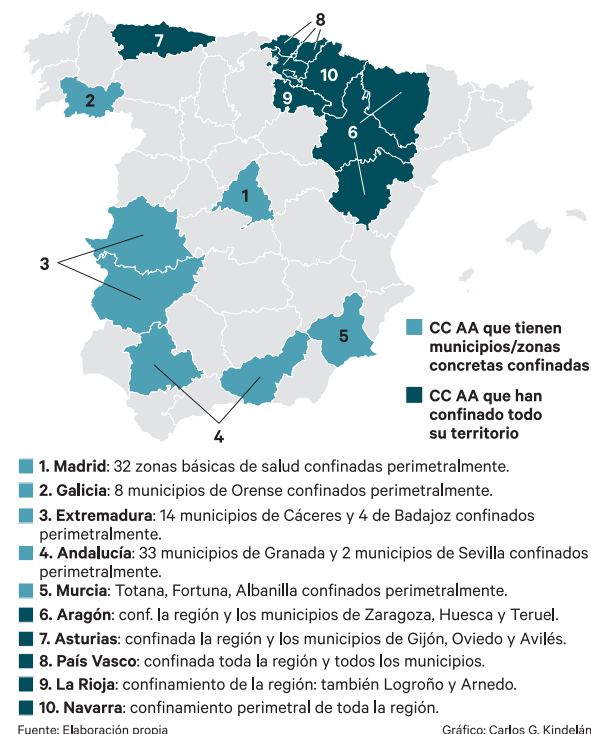 8
7
10
2
9
6
1
3
5
4
CC AA que tienen
municipios/zonas
concretas confinadas
CC AA que han
confinado todo
su territorio
1. Madrid: 32 zonas básicas de salud confinadas perimetralmente.
2. Galicia: 8 municipios de Orense confinados perimetralmente.
3. Extremadura: 14 municipios de Cáceres y 4 de Badajoz confinados
perimetralmente.
4. Andalucía: 33 municipios de Granada y 2 municipios de Sevilla confinados
perimetralmente.
5. Murcia: Totana, Fortuna, Albanilla confinados perimetralmente.
6. Aragón: conf. la región y los municipios de Zaragoza, Huesca y Teruel.
7. Asturias: confinada la región y los municipios de Gijón, Oviedo y Avilés.
8. País Vasco: confinada toda la región y todos los municipios.
9. La Rioja: confinamiento de la región: también Logroño y Arnedo.
10. Navarra: confinamiento perimetral de toda la región.
Fuente: Elaboración propia
Gráfico: Carlos G. Kindelán